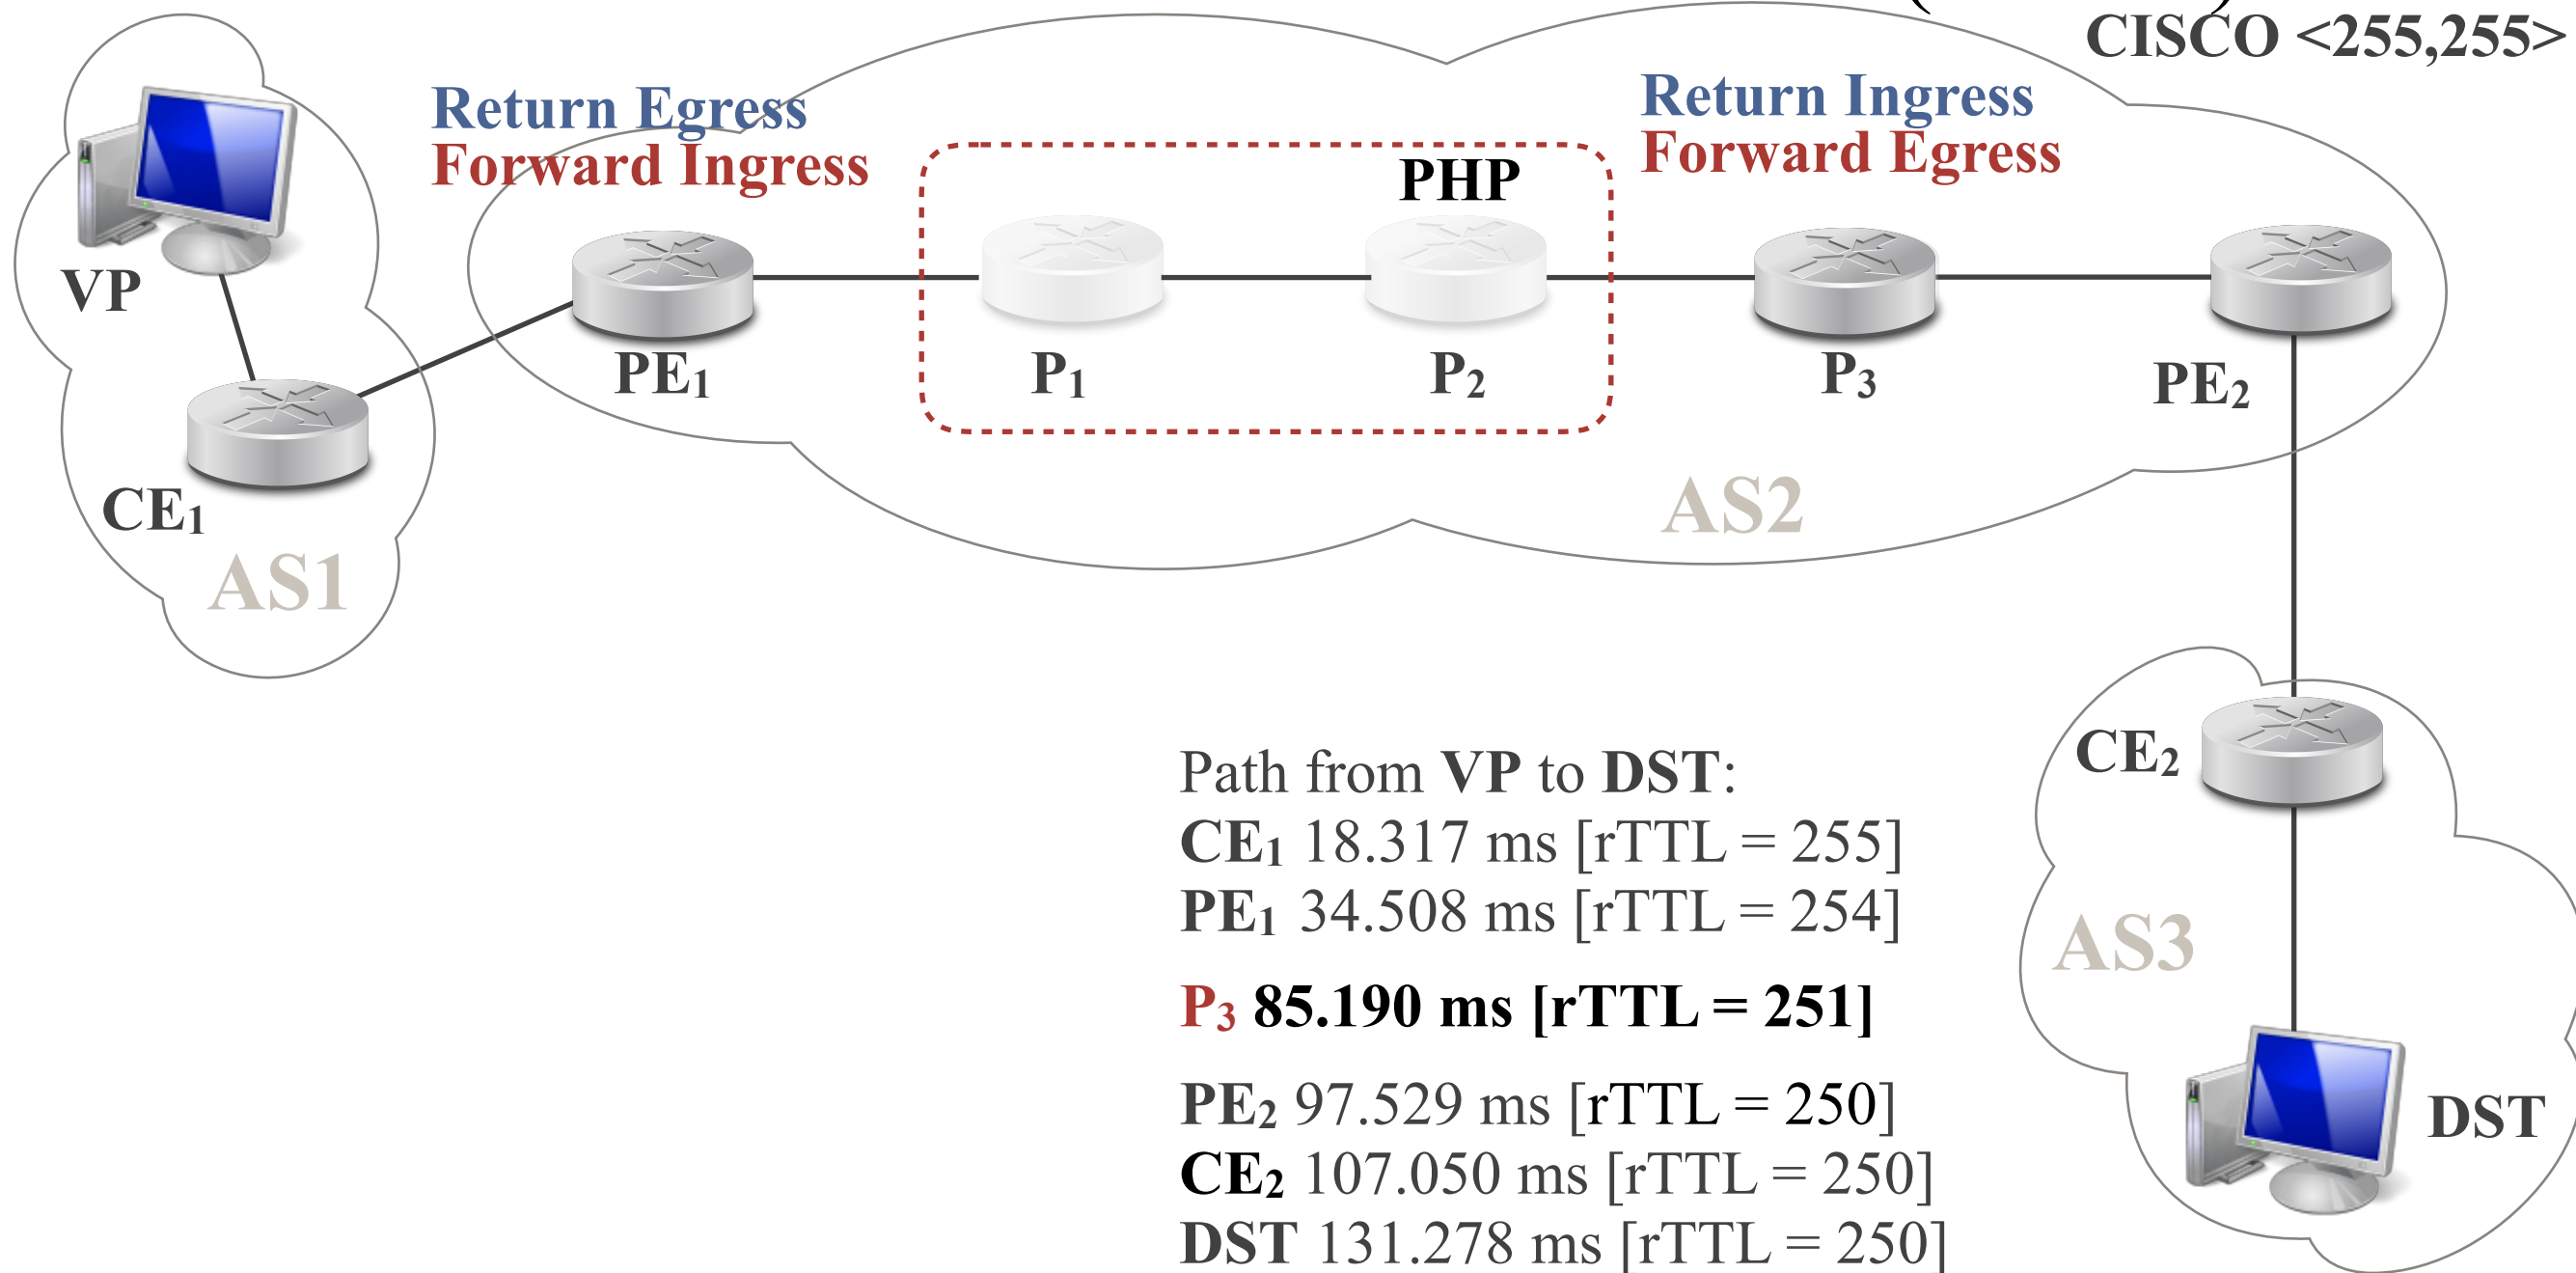 CISCO <255,255>
Return Egress
Forward Ingress
Return Ingress
Forward Egress
PHP
VP
PE₁
P₁
P₂
P₃
PE₂
CE₁
AS1
AS2
Path from VP to DST:
CE₁ 18.317 ms [rTTL = 255]
PE₁ 34.508 ms [rTTL = 254]
P₃ 85.190 ms [rTTL = 251]
PE₂ 97.529 ms [rTTL = 250]
CE₂ 107.050 ms [rTTL = 250]
DST 131.278 ms [rTTL = 250]
CE₂
AS3
DST